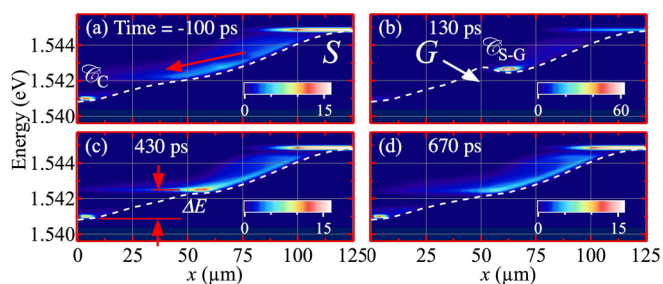 (a) Time = -100 ps
S
𝒞C
0 15
(b) 130 ps
G 𝒞S-G
0 60
1.544
1.542
1.540
Energy (eV)
(c) 430 ps
ΔE
0 15
(d) 670 ps
0 15
1.544
1.542
1.540
0 25 50 75 100 125
x (μm)
0 25 50 75 100 125
x (μm)